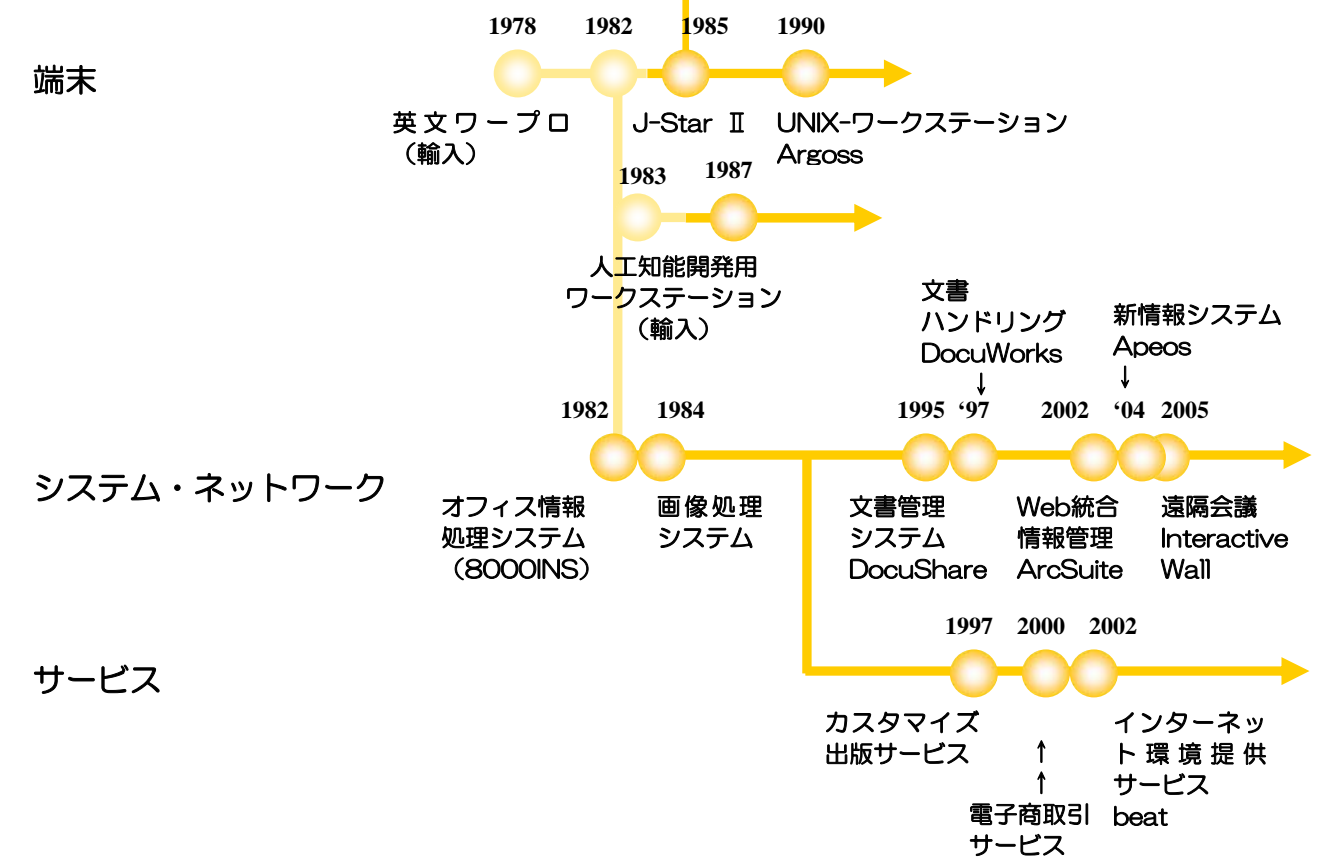 1978 1982 1985 1990
端末
英文ワープロ
（輸入）
J-Star Ⅱ
UNIX-ワークステーション
Argoss
1983 1987
人工知能開発用
ワークステーション
（輸入）
文書
ハンドリング
DocuWorks
↓
新情報システム
Apeos
↓
1982 1984 1995 ‘97 2002 ‘04 2005
システム・ネットワーク
オフィス情報
処理システム
（8000INS）
画像処理
システム
文書管理
システム
DocuShare
Web統合
情報管理
ArcSuite
遠隔会議
Interactive
Wall
1997 2000 2002
サービス
カスタマイズ
出版サービス
↑
↑
電子商取引
サービス
インターネッ
ト環境提供
サービス
beat